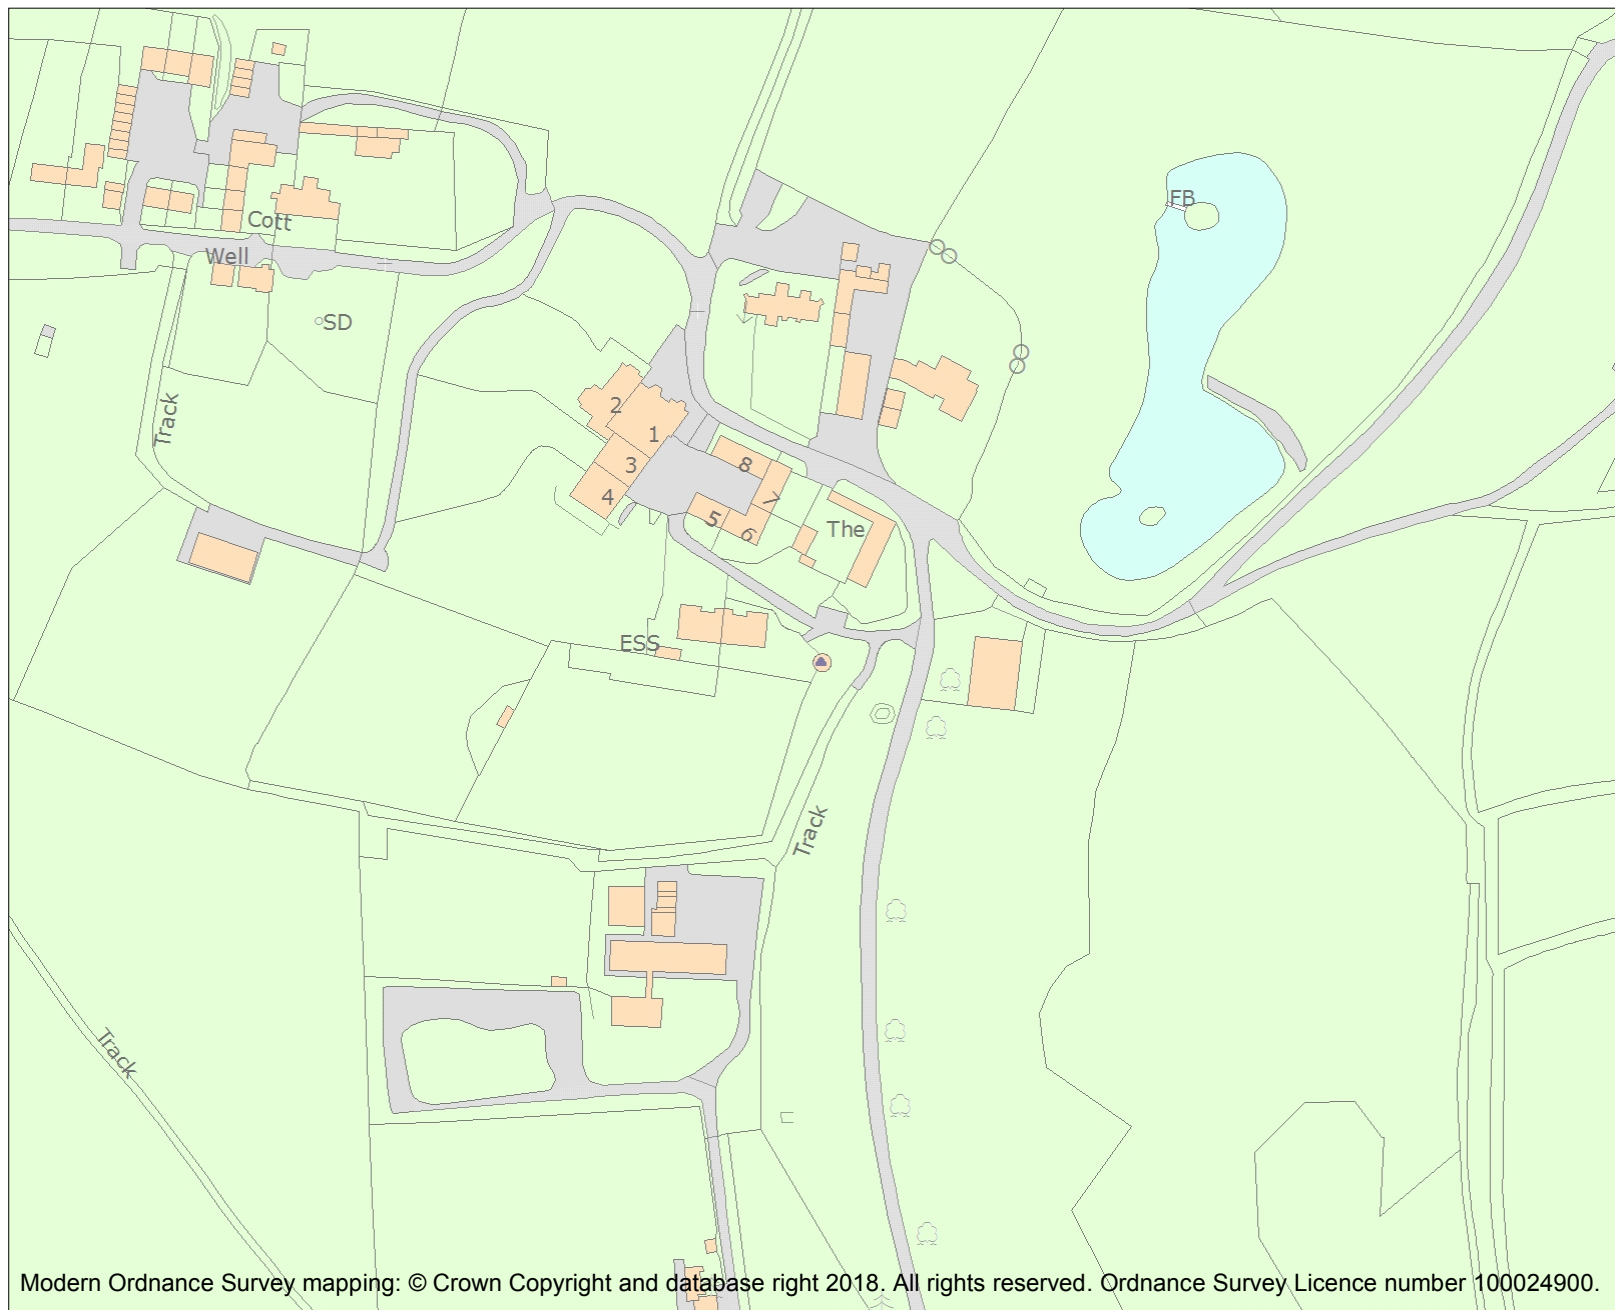 FB
Cott
Well
SD
Track
2
1
3
4
8
7
5
6
The
ESS
Track
Track
Modern Ordnance Survey mapping: © Crown Copyright and database right 2018. All rights reserved. Ordnance Survey Licence number 100024900.